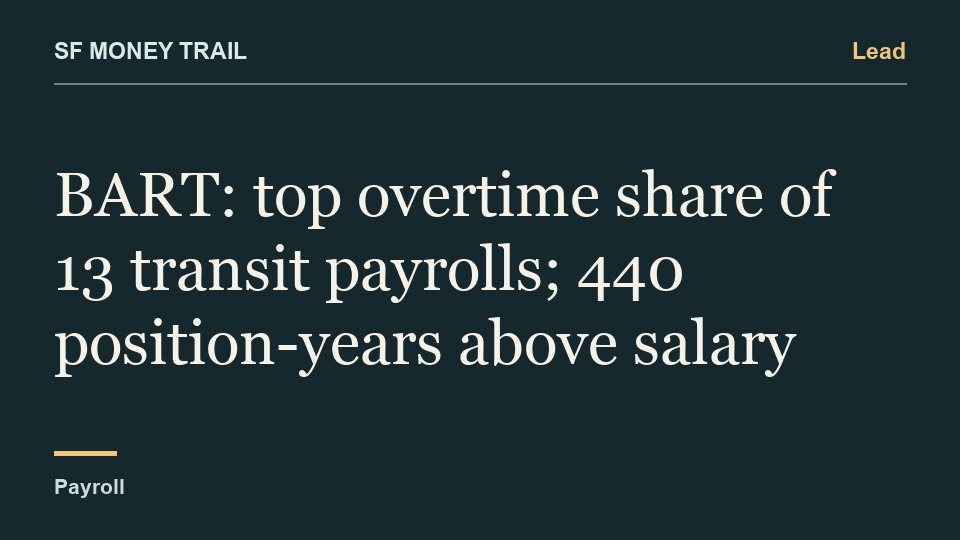 SF MONEY TRAIL
Lead
BART: top overtime share of
13 transit payrolls; 440
position-years above salary
Payroll